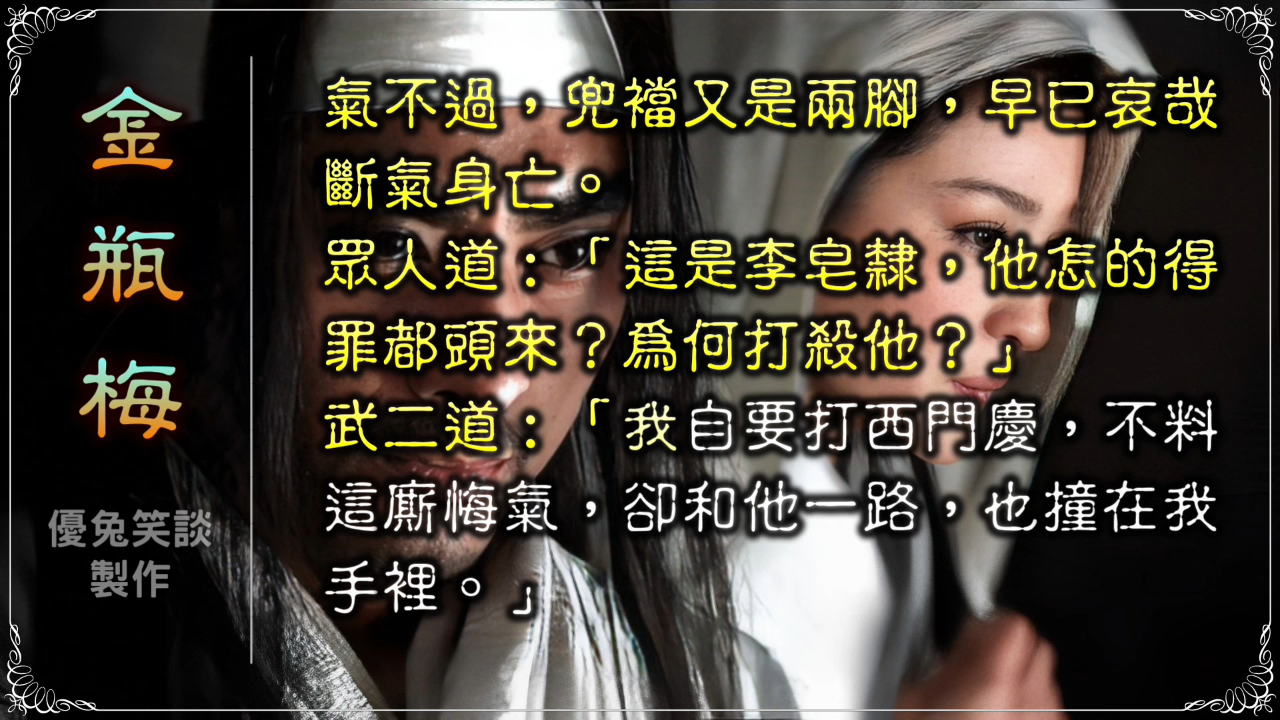 金瓶梅
優兔笑談
製作
氣不過，兜襠又是兩腳，早已哀哉
斷氣身亡。
眾人道：「這是李皂隸，他怎的得
罪都頭來？爲何打殺他？」
武二道：「我自要打西門慶，不料
這廝悔氣，卻和他一路，也撞在我
手裡。」